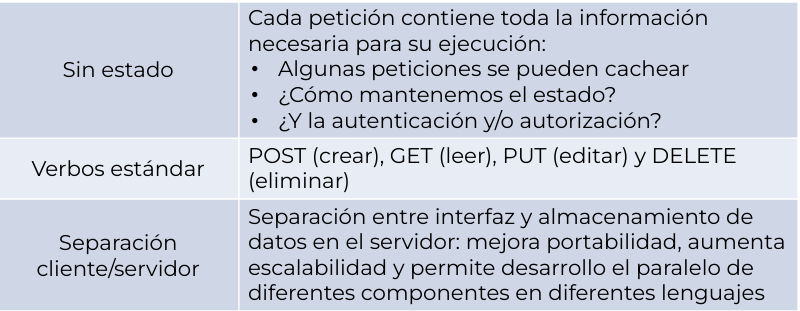 Sin estado
Cada petición contiene toda la información
necesaria para su ejecución:
• Algunas peticiones se pueden cachear
• ¿Cómo mantenemos el estado?
• ¿Y la autenticación y/o autorización?
Verbos estándar
POST (crear), GET (leer), PUT (editar) y DELETE
(eliminar)
Separación
cliente/servidor
Separación entre interfaz y almacenamiento de
datos en el servidor: mejora portabilidad, aumenta
escalabilidad y permite desarrollo el paralelo de
diferentes componentes en diferentes lenguajes